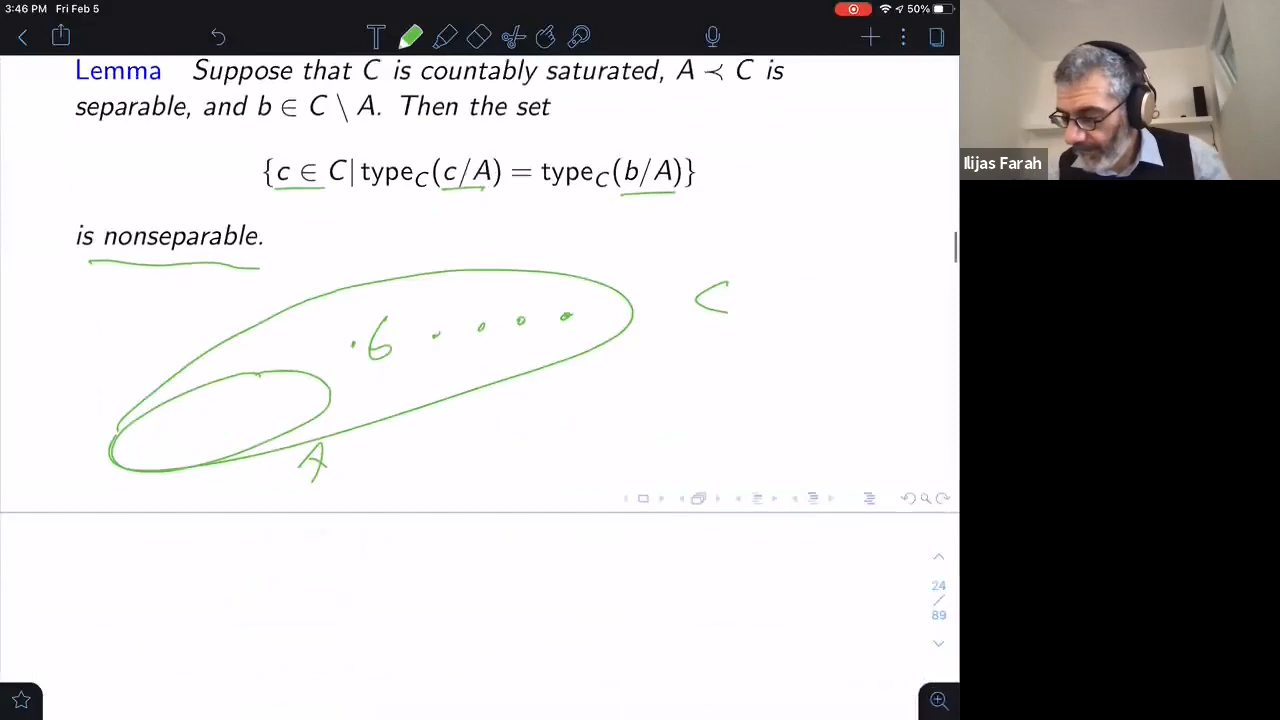 3:46 PM Fri Feb 5
50%
Lemma Suppose that C is countably saturated, A ≺ C is
separable, and b ∈ C \ A. Then the set
{c ∈ C| type_C(c/A) = type_C(b/A)}
is nonseparable.
Ilijas Farah
C
b
A
24
/
89